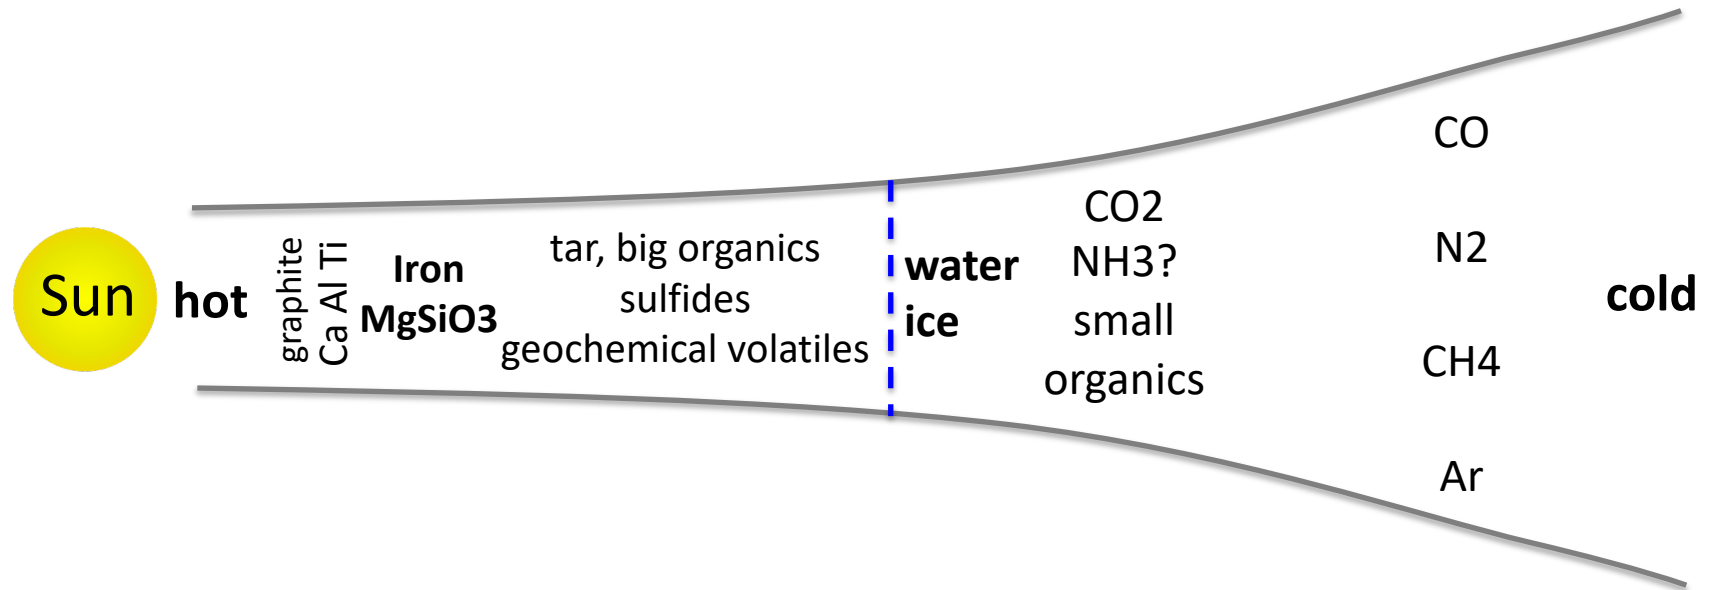 Sun
hot
graphite
Ca Al Ti
Iron
MgSiO3
tar, big organics
sulfides
geochemical volatiles
water
ice
CO2
NH3?
small
organics
CO
N2
CH4
Ar
cold